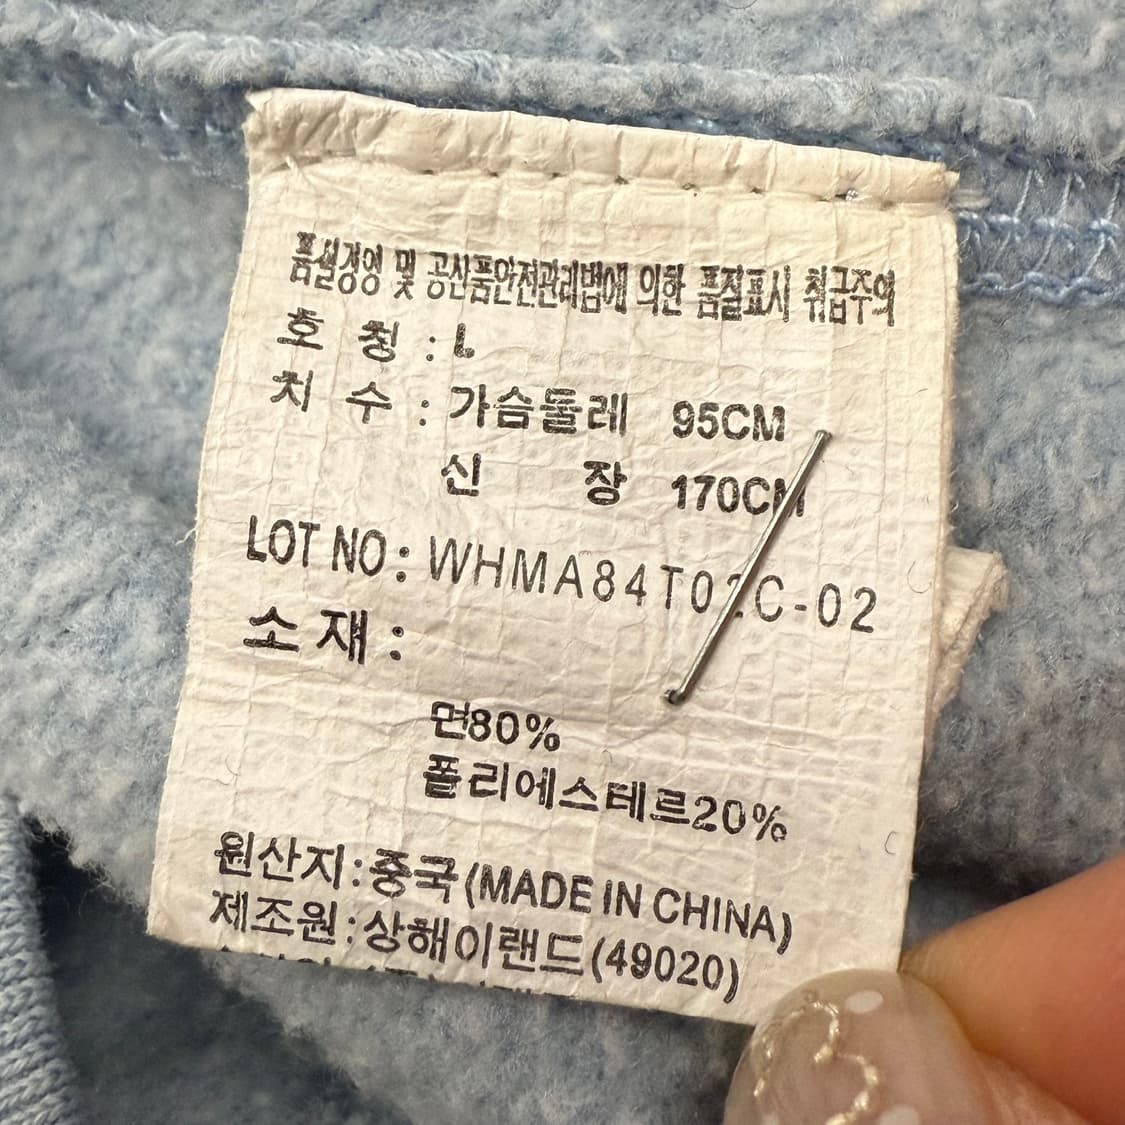 품질경영 및 공산품안전관리법에 의한 품질표시 취급주의
호 칭 : L
치 수 : 가슴둘레 95CM
신 장 170CM
LOT NO :
소 재 :
면80%
폴리에스테르20%
원산지:중국(MADE IN CHINA)
제조원:상해이랜드(49020)